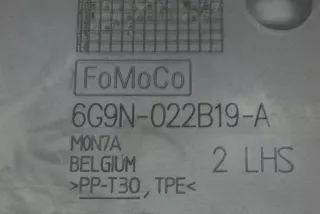 FoMoCo
6G9N-022B19-A
M0N7A
BELGIUM 2 LHS
>PP-T30, TPE<